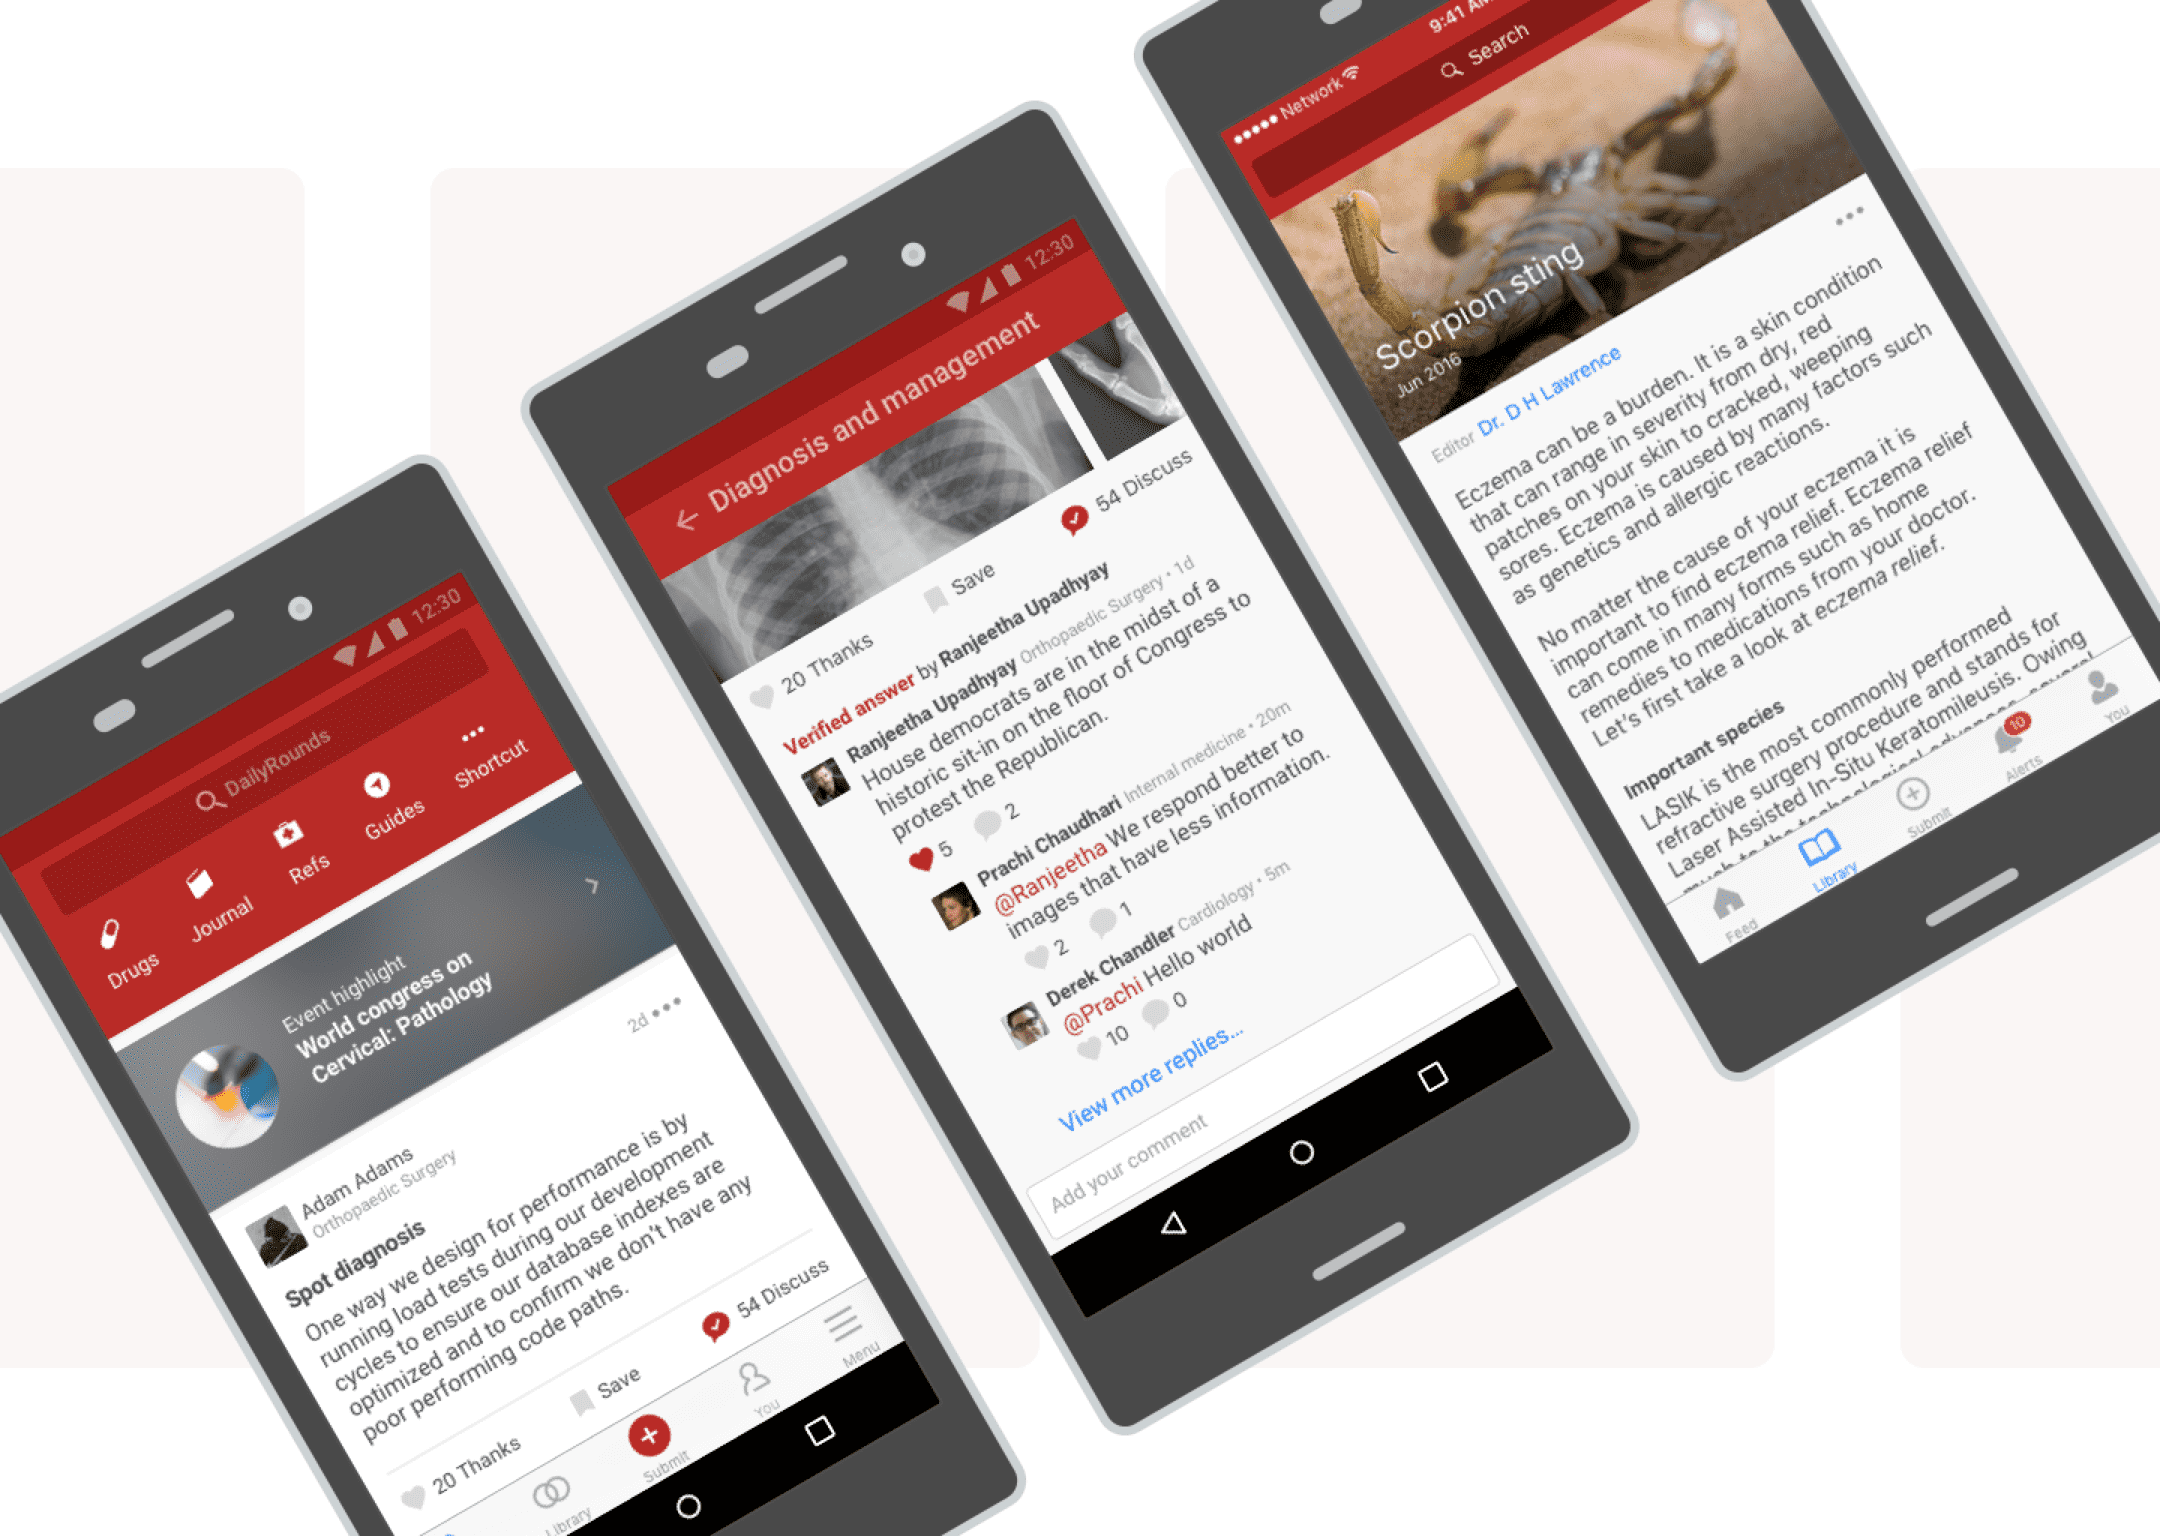 12:30
DailyRounds
Drugs
Journal
Refs
Guides
Shortcut
Event highlight
World congress on
Cervical: Pathology
2d
Adam Adams
Orthopaedic Surgery
Spot diagnosis
One way we design for performance is by
running load tests during our development
cycles to ensure our database indexes are
optimized and to confirm we don't have any
poor performing code paths.
20 Thanks
Save
54 Discuss
Library
Submit
You
Menu
12:30
Diagnosis and management
20 Thanks
Save
54 Discuss
Verified answer by Ranjeetha Upadhyay
Ranjeetha Upadhyay Orthopaedic Surgery • 1d
House democrats are in the midst of a
historic sit-in on the floor of Congress to
protest the Republican.
5
2
Prachi Chaudhari Internal medicine • 20m
@Ranjeetha We respond better to
images that have less information.
2
1
Derek Chandler Cardiology • 5m
@Prachi Hello world
10
0
View more replies...
Add your comment
Network
9:41 AM
Search
Scorpion sting
Jun 2016
Editor Dr. D H Lawrence
Eczema can be a burden. It is a skin condition
that can range in severity from dry, red
patches on your skin to cracked, weeping
sores. Eczema is caused by many factors such
as genetics and allergic reactions.
No matter the cause of your eczema it is
important to find eczema relief. Eczema relief
can come in many forms such as home
remedies to medications from your doctor.
Let's first take a look at eczema relief.
Important species
LASIK is the most commonly performed
refractive surgery procedure and stands for
Laser Assisted In-Situ Keratomileusis. Owing
much to the technological advances several
Feed
Library
Submit
10
Alerts
You